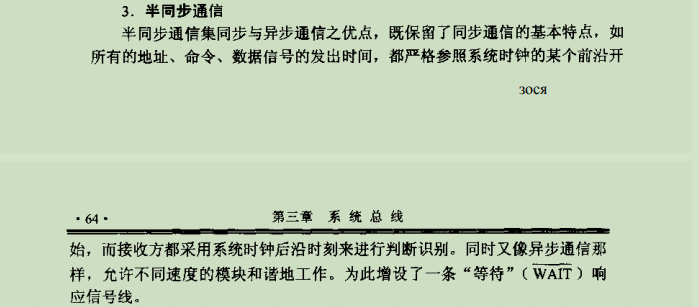 3．半同步通信
半同步通信集同步与异步通信之优点，既保留了同步通信的基本特点，如
所有的地址、命令、数据信号的发出时间，都严格参照系统时钟的某个前沿开
зося
·64·	第三章 系统总线
始，而接收方都采用系统时钟后沿时刻来进行判断识别。同时又像异步通信那
样，允许不同速度的模块和谐地工作。为此增设了一条“等待”（WAIT）响
应信号线。